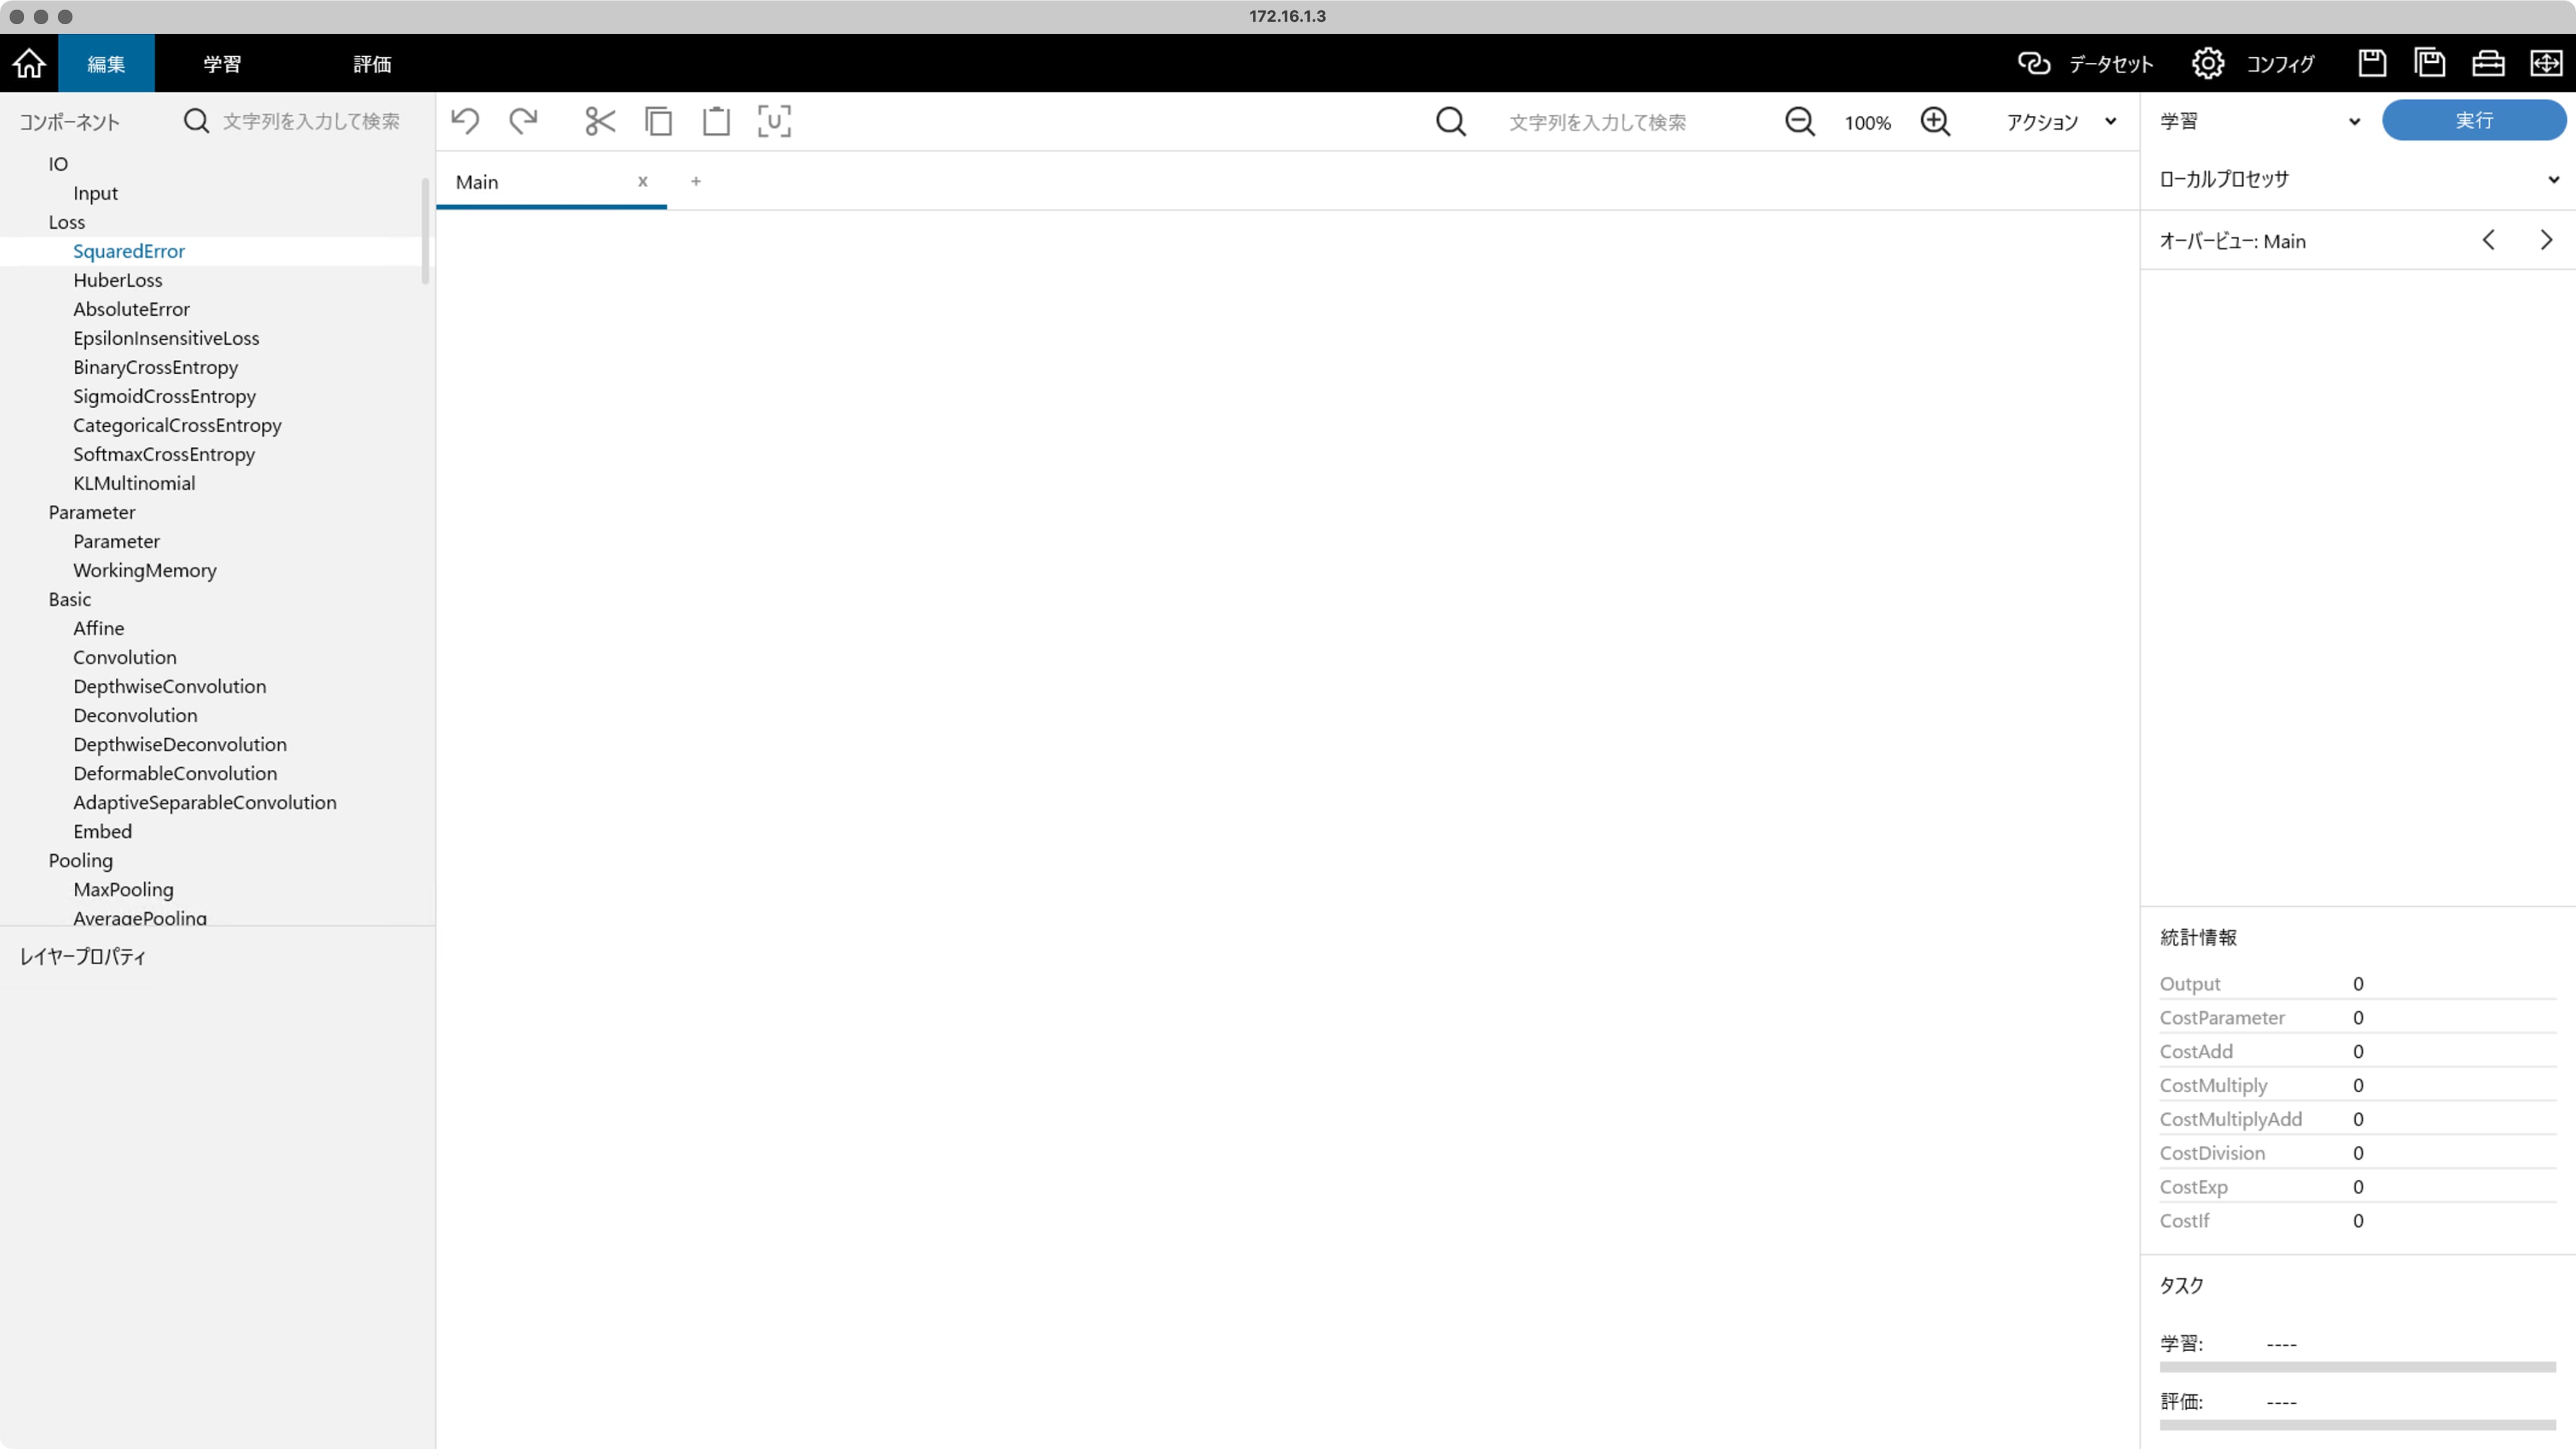 172.16.1.3
編集 学習 評価 データセット コンフィグ
コンポーネント 文字列を入力して検索
文字列を入力して検索 100% アクション
学習 実行
Main x +
ローカルプロセッサ
オーバービュー: Main
IO
Input
Loss
SquaredError
HuberLoss
AbsoluteError
EpsilonInsensitiveLoss
BinaryCrossEntropy
SigmoidCrossEntropy
CategoricalCrossEntropy
SoftmaxCrossEntropy
KLMultinomial
Parameter
Parameter
WorkingMemory
Basic
Affine
Convolution
DepthwiseConvolution
Deconvolution
DepthwiseDeconvolution
DeformableConvolution
AdaptiveSeparableConvolution
Embed
Pooling
MaxPooling
AveragePooling
レイヤープロパティ
統計情報
Output 0
CostParameter 0
CostAdd 0
CostMultiply 0
CostMultiplyAdd 0
CostDivision 0
CostExp 0
CostIf 0
タスク
学習: ----
評価: ----